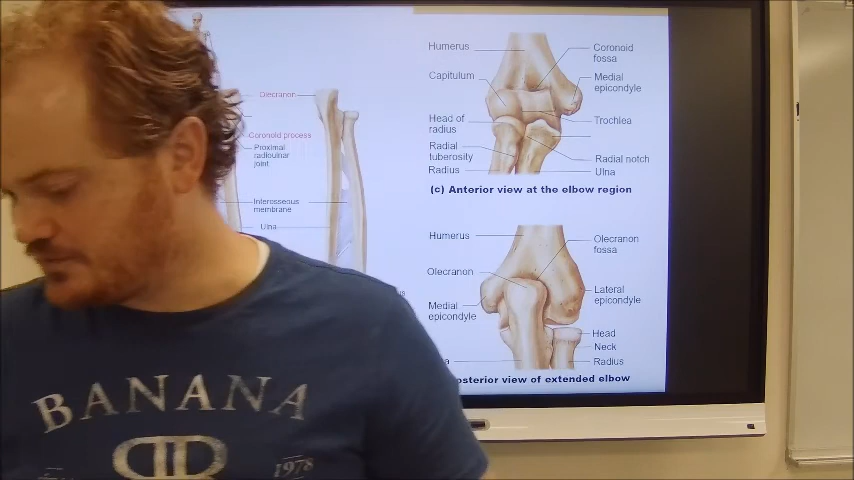 Olecranon
Coronoid process
Proximal
radioulnar
joint
Interosseous
membrane
Ulna
Humerus
Coronoid
fossa
Capitulum
Medial
epicondyle
Head of
radius
Trochlea
Radial
tuberosity
Radial notch
Radius
Ulna
(c) Anterior view at the elbow region
Humerus
Olecranon
fossa
Olecranon
Lateral
epicondyle
Medial
epicondyle
Head
Neck
Radius
view of extended elbow
BANANA
1978